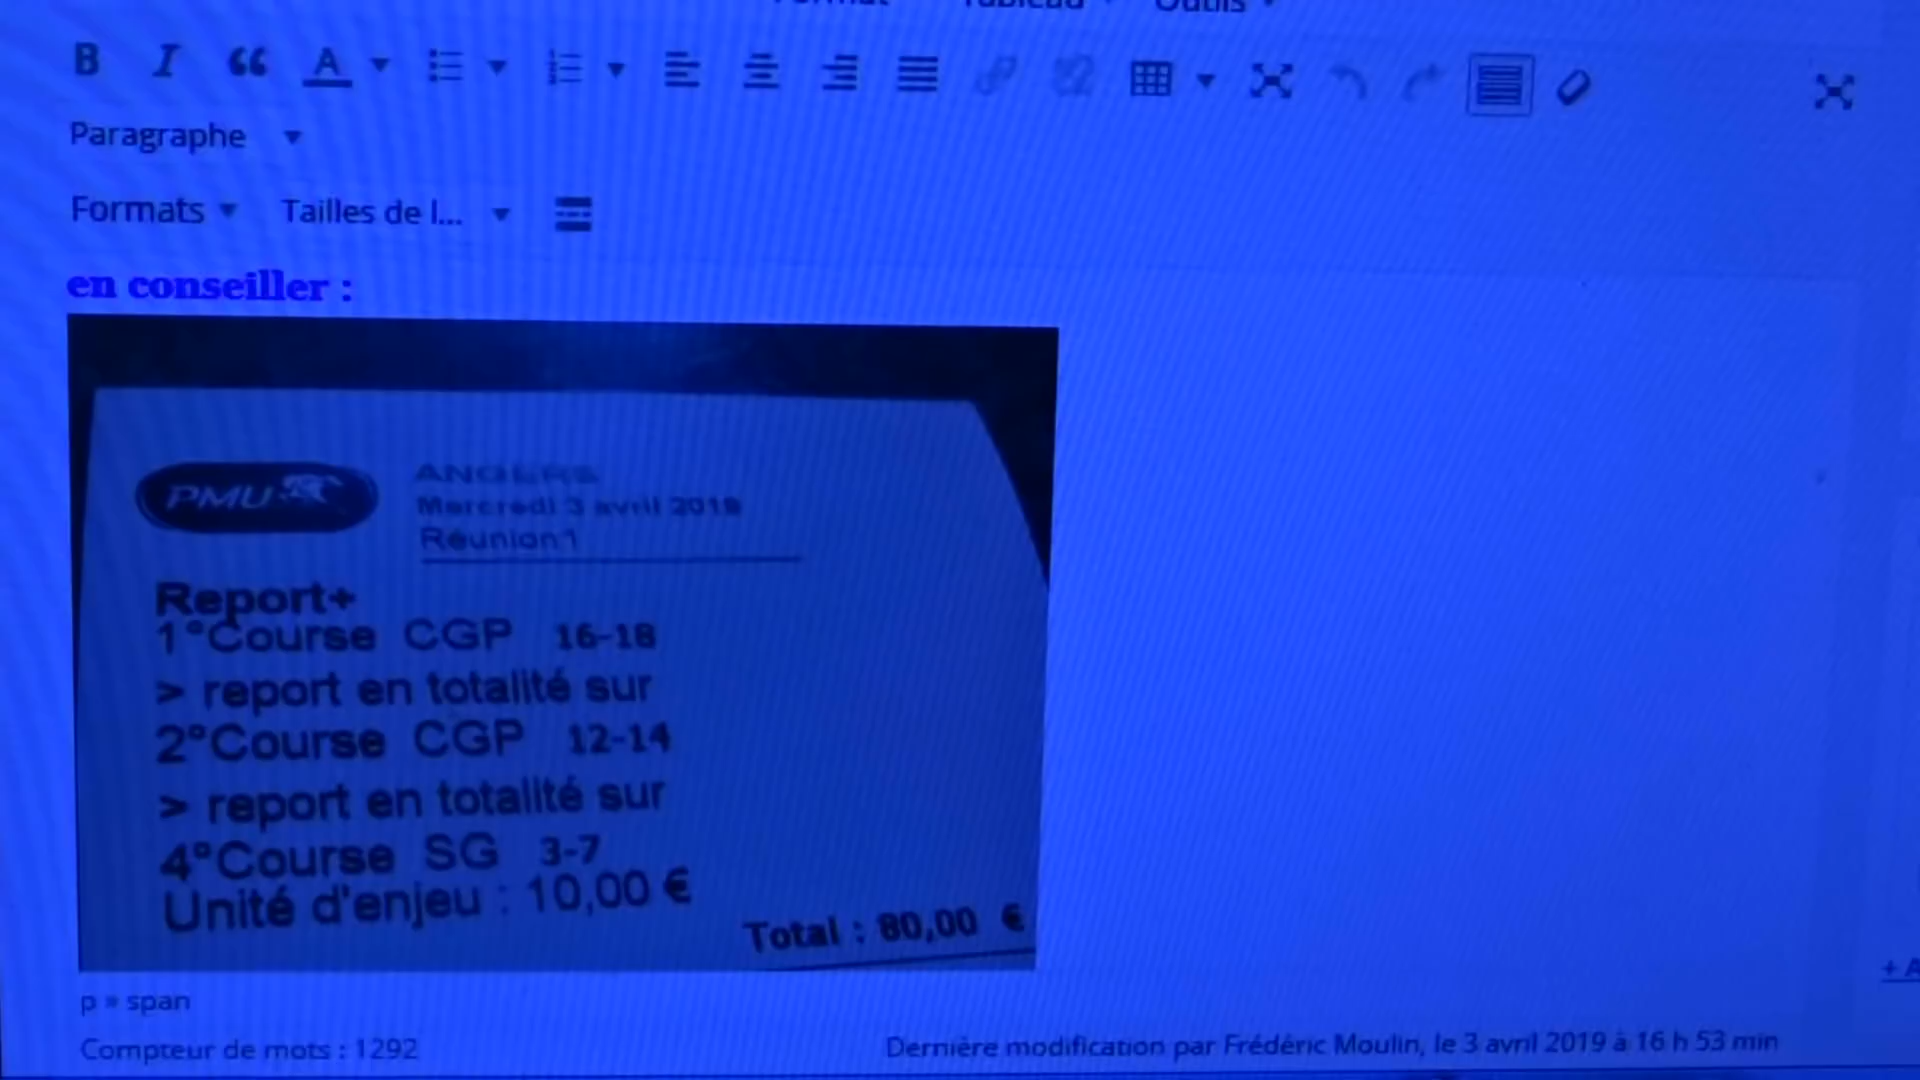 Format Tableau Outils
B I A
Paragraphe
Formats Tailles de l...
en conseiller :
PMU
ANGERS
Mercredi 3 avril 2019
Réunion1
Report+
1°Course CGP 16-18
> report en totalité sur
2°Course CGP 12-14
> report en totalité sur
4°Course SG 3-7
Unité d'enjeu : 10,00 €
Total : 80,00 €
p » span
Compteur de mots : 1292
Dernière modification par Frédéric Moulin, le 3 avril 2019 à 16 h 53 min